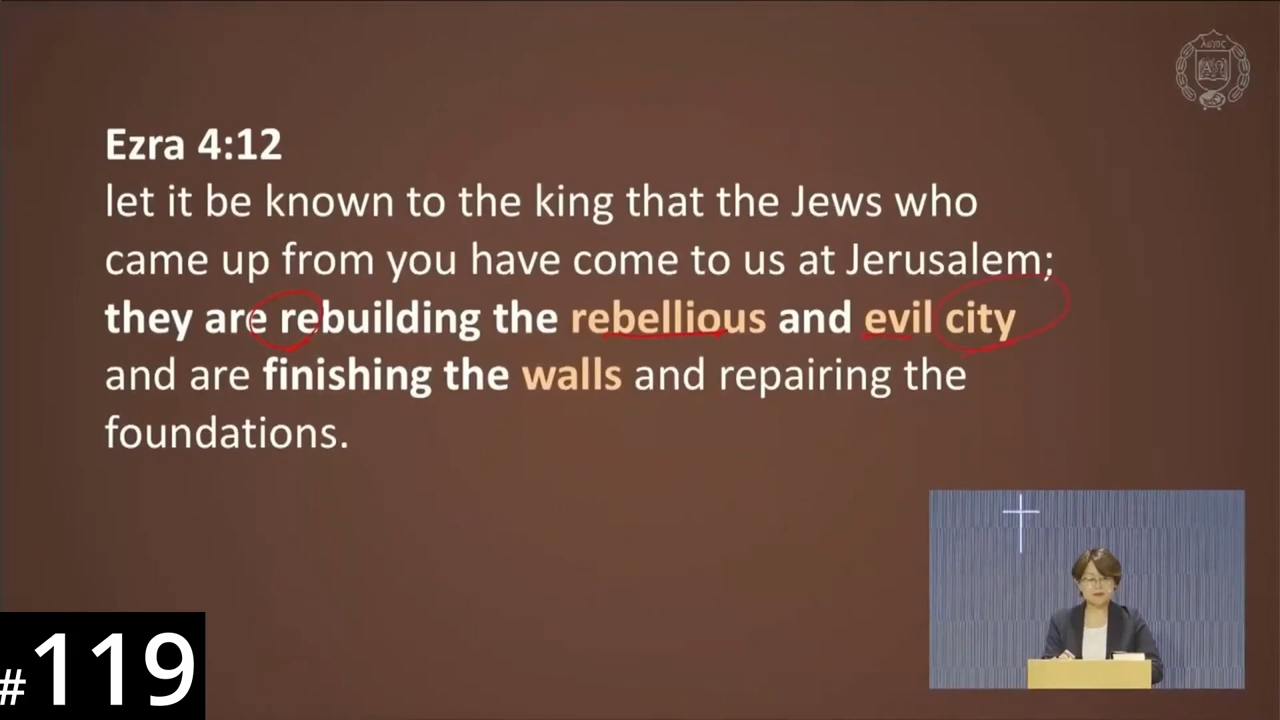 λόγος
Α Ω
Ezra 4:12
let it be known to the king that the Jews who
came up from you have come to us at Jerusalem;
they are rebuilding the rebellious and evil city
and are finishing the walls and repairing the
foundations.
#119